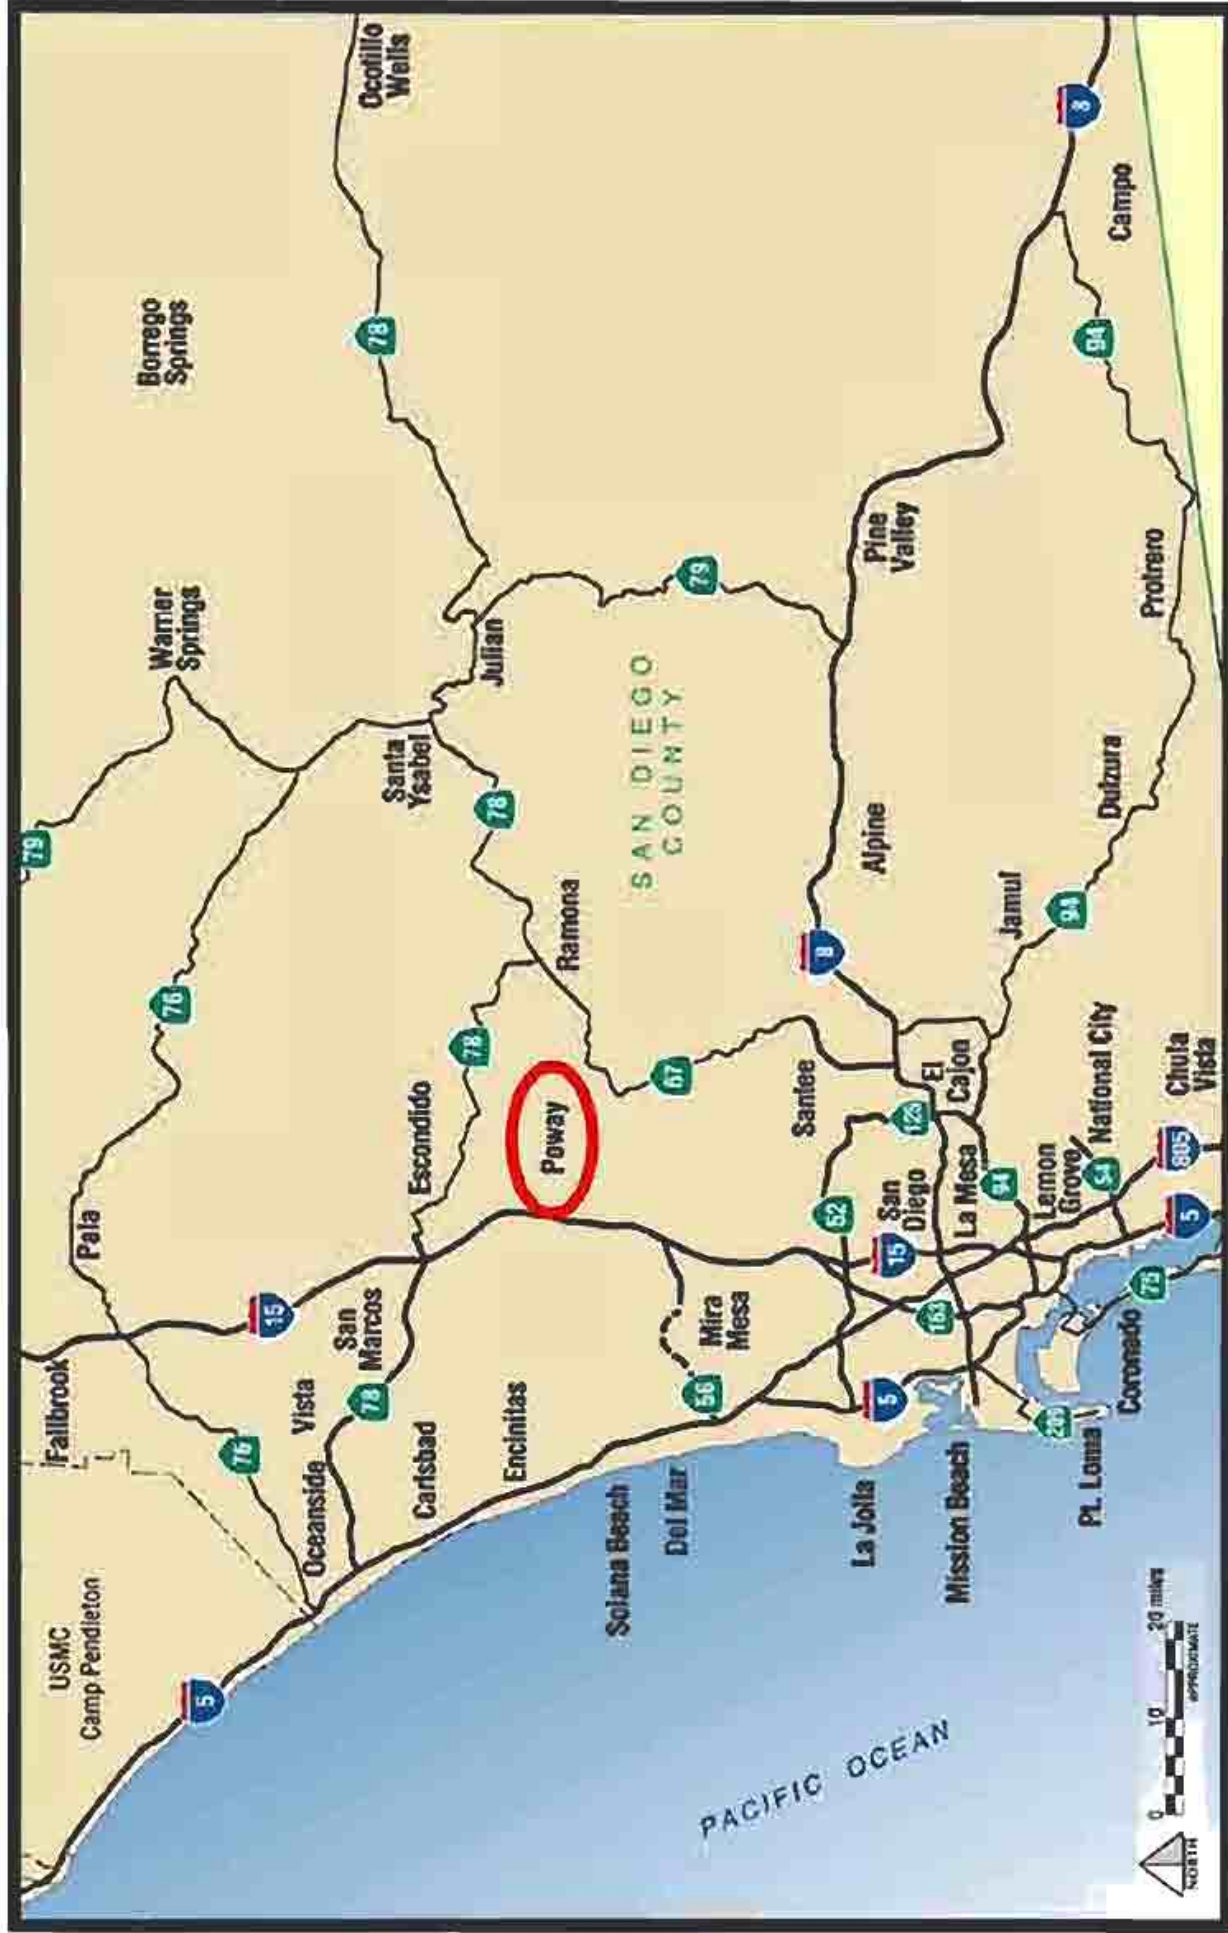 79
USMC
Camp Pendleton
Fallbrook
Pala
Warner
Springs
Borrego
Springs
76
5
76
15
Oceanside
Vista
San
Marcos
78
78
Ocotillo
Wells
Santa
Ysabel
Carlsbad
Escondido
78
78
Julian
Encinitas
Poway
Ramona
Solana Beach
Del Mar
SAN DIEGO
COUNTY
67
79
56
Mira
Mesa
PACIFIC OCEAN
Santee
8
52
La Jolla
5
15
San
Diego
125
Alpine
Pine
Valley
163
El
Cajon
Mission Beach
La Mesa
94
Jamul
Lemon
Grove
209
94
8
Pt. Loma
54
National City
94
Dulzura
Campo
Coronado
75
Protrero
805
5
Chula
Vista
0 10 20 miles
APPROXIMATE
NORTH